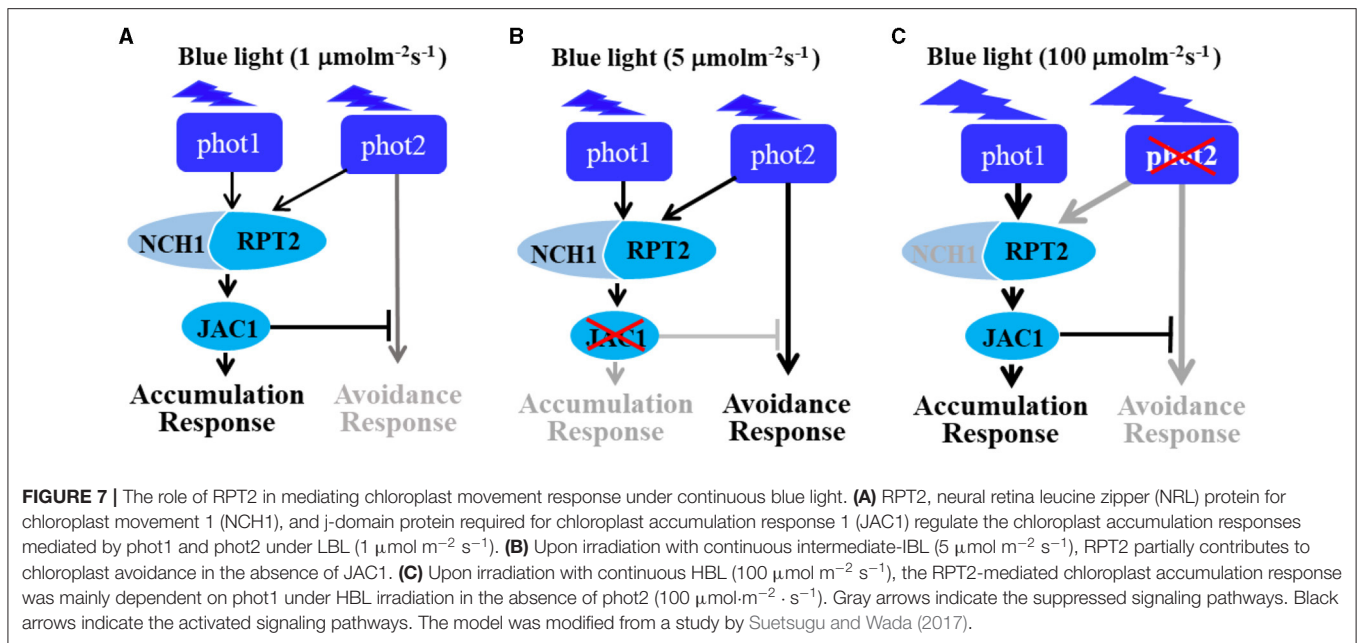 A
Blue light (1 μmolm-2s-1)
phot1
phot2
NCH1
RPT2
JAC1
Accumulation
Response
Avoidance
Response
B
Blue light (5 μmolm-2s-1)
phot1
phot2
NCH1
RPT2
JAC1
Accumulation
Response
Avoidance
Response
C
Blue light (100 μmolm-2s-1)
phot1
phot2
NCH1
RPT2
JAC1
Accumulation
Response
Avoidance
Response
FIGURE 7 | The role of RPT2 in mediating chloroplast movement response under continuous blue light. (A) RPT2, neural retina leucine zipper (NRL) protein for
chloroplast movement 1 (NCH1), and j-domain protein required for chloroplast accumulation response 1 (JAC1) regulate the chloroplast accumulation responses
mediated by phot1 and phot2 under LBL (1 μmol m−2 s−1). (B) Upon irradiation with continuous intermediate-IBL (5 μmol m−2 s−1), RPT2 partially contributes to
chloroplast avoidance in the absence of JAC1. (C) Upon irradiation with continuous HBL (100 μmol m−2 s−1), the RPT2-mediated chloroplast accumulation response
was mainly dependent on phot1 under HBL irradiation in the absence of phot2 (100 μmol·m−2 · s−1). Gray arrows indicate the suppressed signaling pathways. Black
arrows indicate the activated signaling pathways. The model was modified from a study by Suetsugu and Wada (2017).